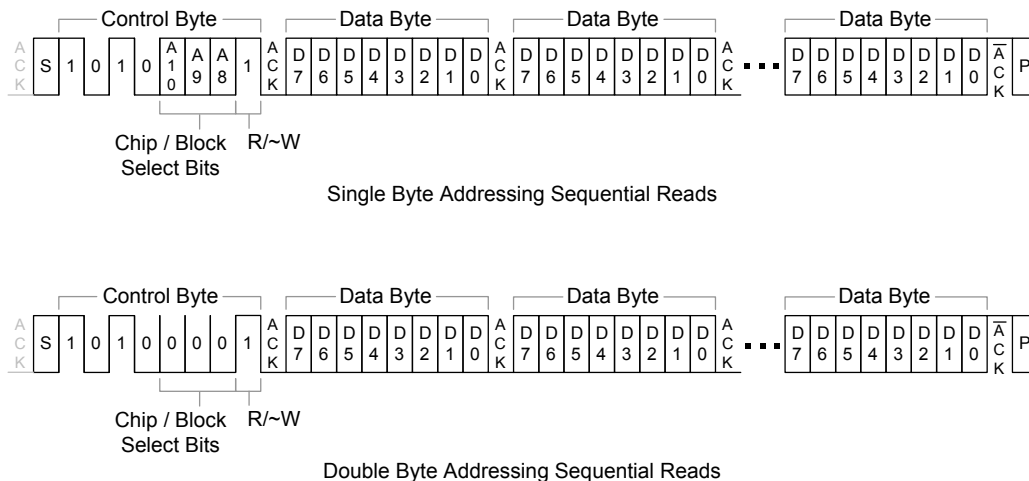 Control Byte Data Byte Data Byte Data Byte
ACK S 1 0 1 0 A10 A9 A8 1 ACK D7 D6 D5 D4 D3 D2 D1 D0 ACK D7 D6 D5 D4 D3 D2 D1 D0 ACK ▪▪▪ D7 D6 D5 D4 D3 D2 D1 D0 A̅CK P
Chip / Block R/~W
Select Bits
Single Byte Addressing Sequential Reads
Control Byte Data Byte Data Byte Data Byte
ACK S 1 0 1 0 0 0 0 1 ACK D7 D6 D5 D4 D3 D2 D1 D0 ACK D7 D6 D5 D4 D3 D2 D1 D0 ACK ▪▪▪ D7 D6 D5 D4 D3 D2 D1 D0 A̅CK P
Chip / Block R/~W
Select Bits
Double Byte Addressing Sequential Reads